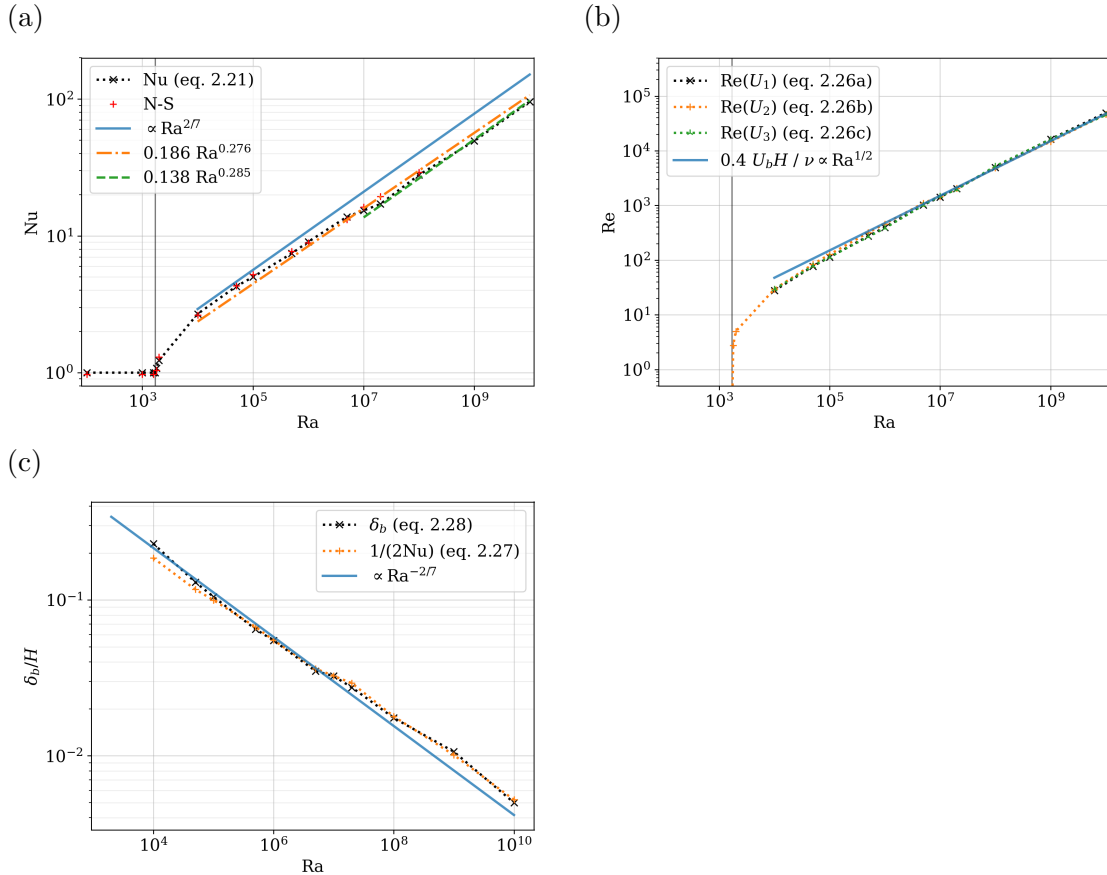 (a)
(b)
Nu (eq. 2.21)
N-S
∝ Ra^{2/7}
0.186 Ra^{0.276}
0.138 Ra^{0.285}
10^2
10^1
10^0
Nu
10^3
10^5
10^7
10^9
Ra
Re(U_1) (eq. 2.26a)
Re(U_2) (eq. 2.26b)
Re(U_3) (eq. 2.26c)
0.4 U_bH / ν ∝ Ra^{1/2}
10^5
10^4
10^3
10^2
10^1
10^0
Re
10^3
10^5
10^7
10^9
Ra
(c)
δ_b (eq. 2.28)
1/(2Nu) (eq. 2.27)
∝ Ra^{−2/7}
10^{−1}
10^{−2}
δ_b/H
10^4
10^6
10^8
10^{10}
Ra